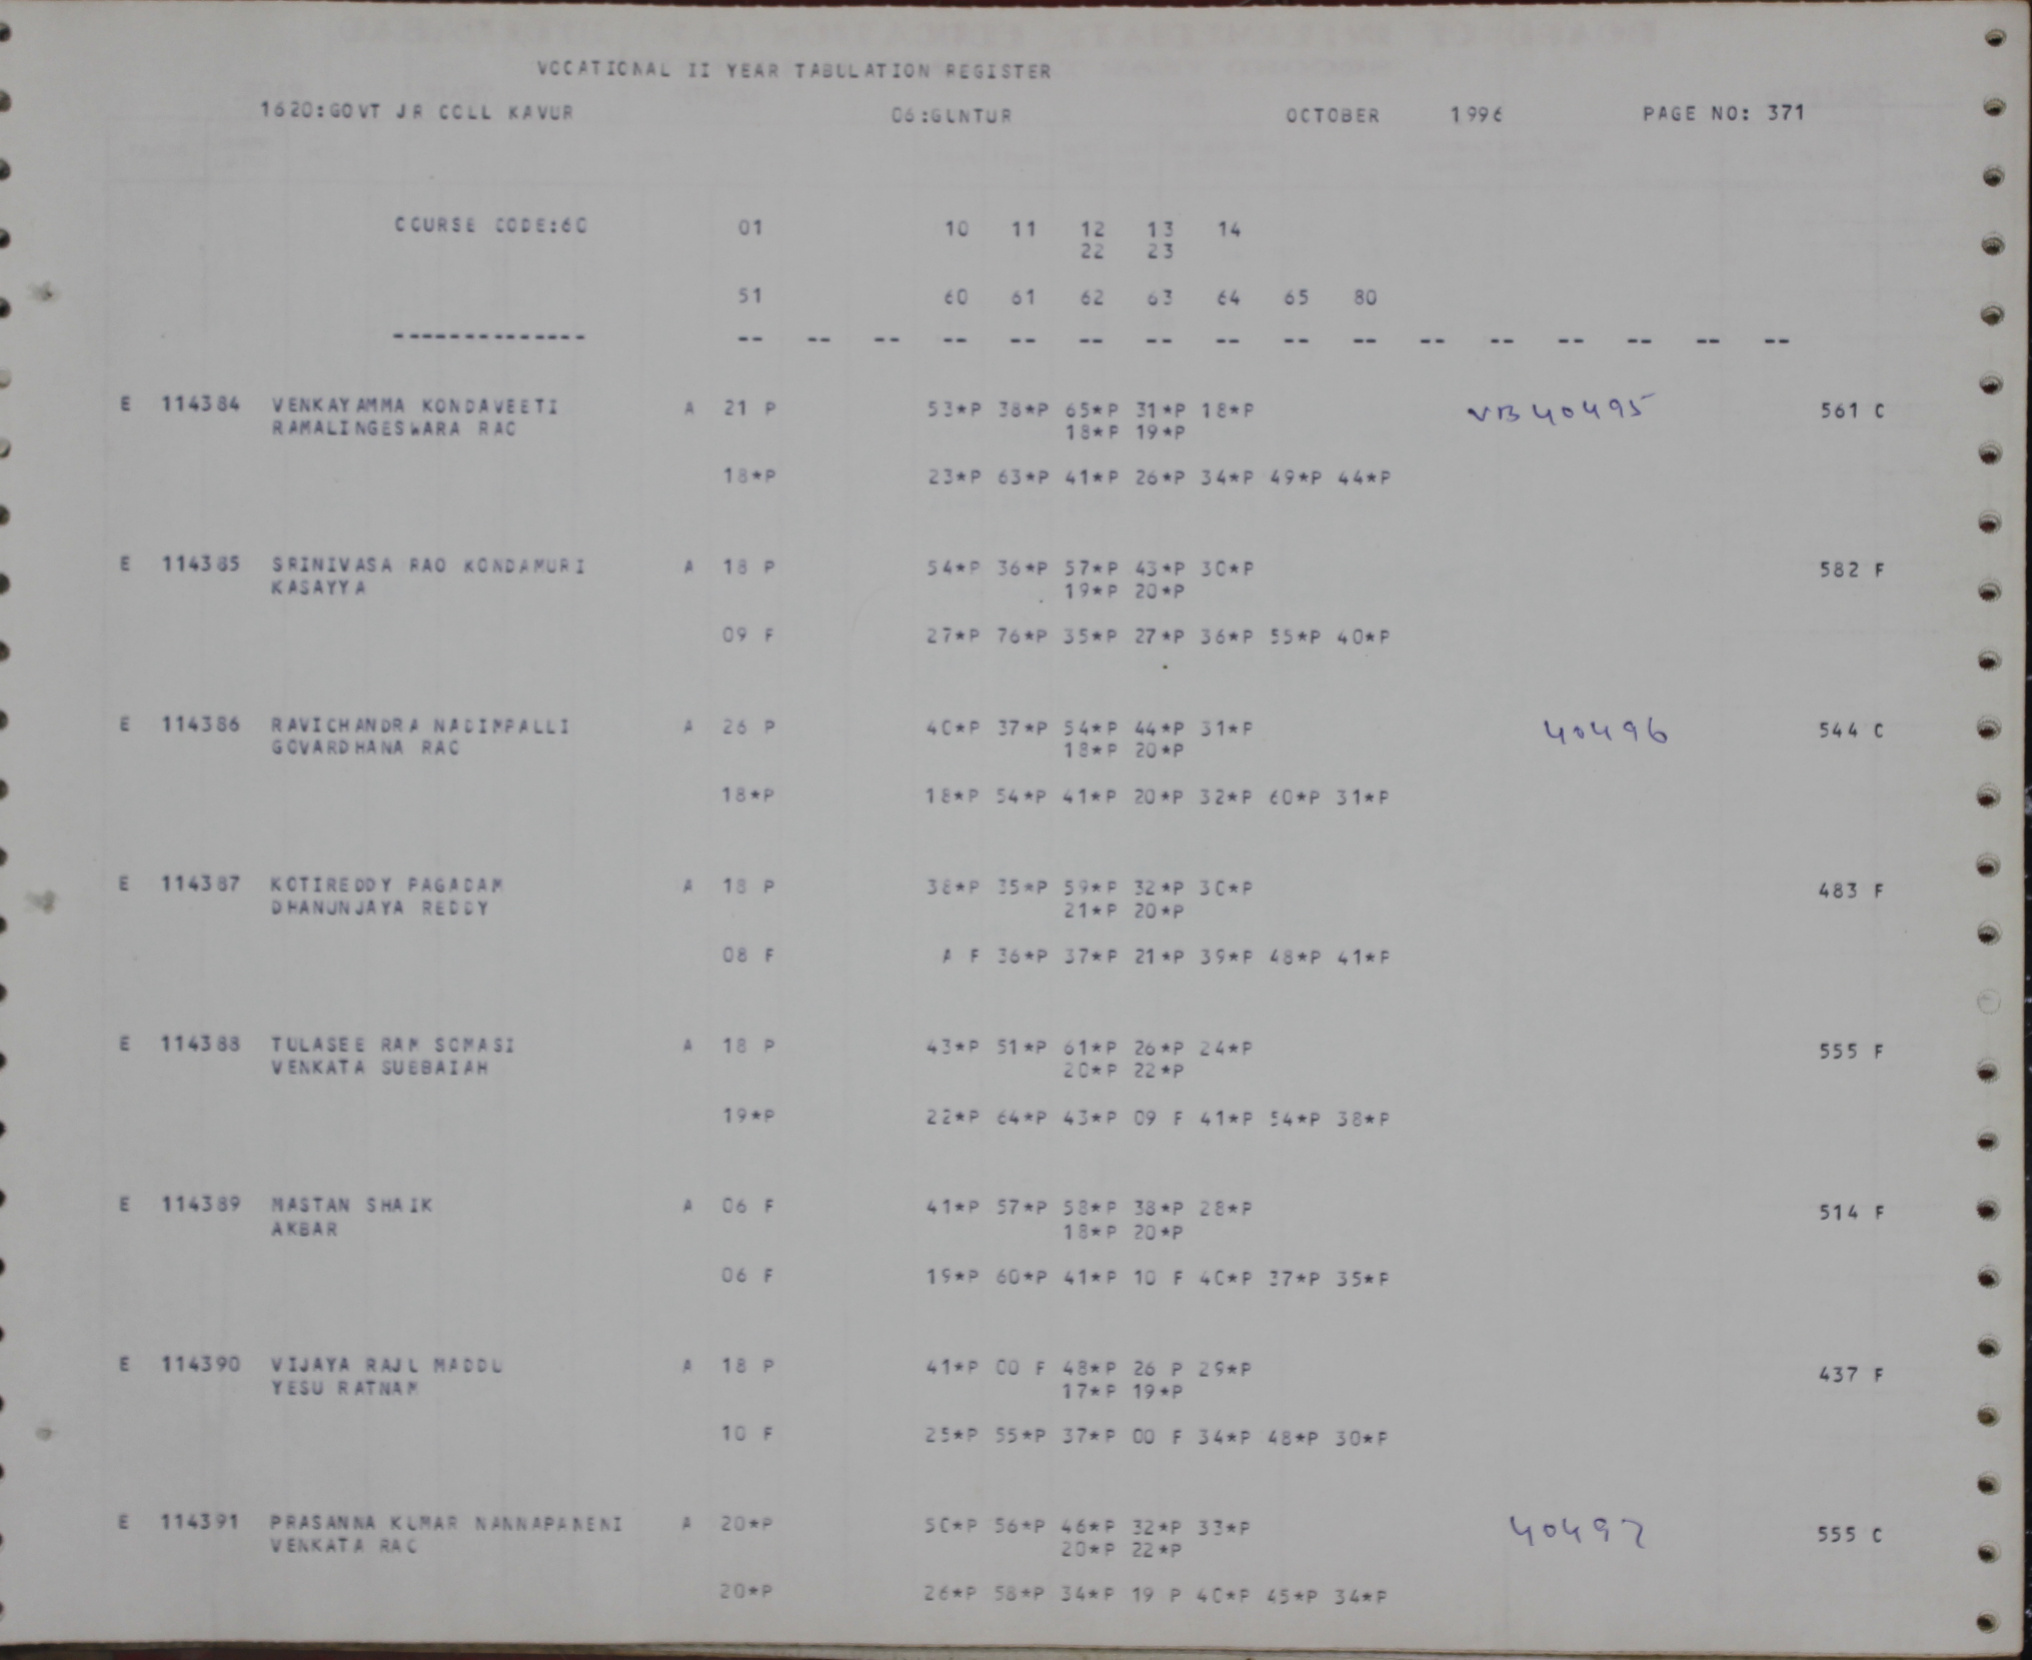 VOCATIONAL II YEAR TABULATION REGISTER
1620:GOVT JR COLL KAVUR 06:GUNTUR OCTOBER 1996 PAGE NO: 371
COURSE CODE:60 01 10 11 12 13 14
22 23
51 60 61 62 63 64 65 80
-------------- -- -- -- -- -- -- -- -- -- -- -- -- -- -- -- --
E 114384 VENKAYAMMA KONDAVEETI A 21 P 53*P 38*P 65*P 31*P 18*P VB 40495 561 C
RAMALINGESWARA RAO 18*P 19*P
18*P 23*P 63*P 41*P 26*P 34*P 49*P 44*P
E 114385 SRINIVASA RAO KONDAMURI A 18 P 54*P 36*P 57*P 43*P 30*P 582 F
KASAYYA 19*P 20*P
09 F 27*P 76*P 35*P 27*P 36*P 55*P 40*P
E 114386 RAVICHANDRA NADIMPALLI A 26 P 40*P 37*P 54*P 44*P 31*P 40496 544 C
GOVARDHANA RAO 18*P 20*P
18*P 18*P 54*P 41*P 20*P 32*P 60*P 31*P
E 114387 KOTIREDDY PAGADAM A 18 P 38*P 35*P 59*P 32*P 30*P 483 F
DHANUNJAYA REDDY 21*P 20*P
08 F A F 36*P 37*P 21*P 39*P 48*P 41*P
E 114388 TULASEE RAM SOMASI A 18 P 43*P 51*P 61*P 26*P 24*P 555 F
VENKATA SUBBAIAH 20*P 22*P
19*P 22*P 64*P 43*P 09 F 41*P 54*P 38*P
E 114389 MASTAN SHAIK A 06 F 41*P 57*P 58*P 38*P 28*P 514 F
AKBAR 18*P 20*P
06 F 19*P 60*P 41*P 10 F 40*P 37*P 35*P
E 114390 VIJAYA RAJU MADDU A 18 P 41*P 00 F 48*P 26 P 29*P 437 F
YESU RATNAM 17*P 19*P
10 F 25*P 55*P 37*P 00 F 34*P 48*P 30*P
E 114391 PRASANNA KUMAR NANNAPANENI A 20*P 50*P 56*P 46*P 32*P 33*P 40497 555 C
VENKATA RAO 20*P 22*P
20*P 26*P 58*P 34*P 19 P 40*P 45*P 34*P